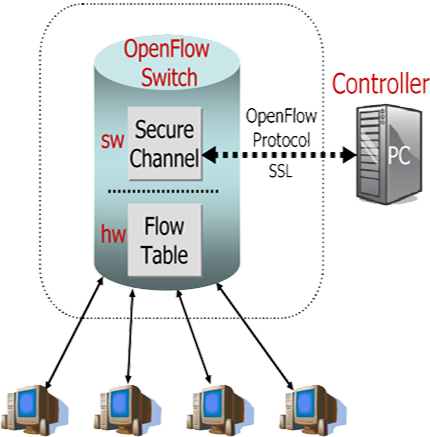 OpenFlow
Switch
sw
Secure
Channel
hw
Flow
Table
OpenFlow
Protocol
SSL
Controller
PC